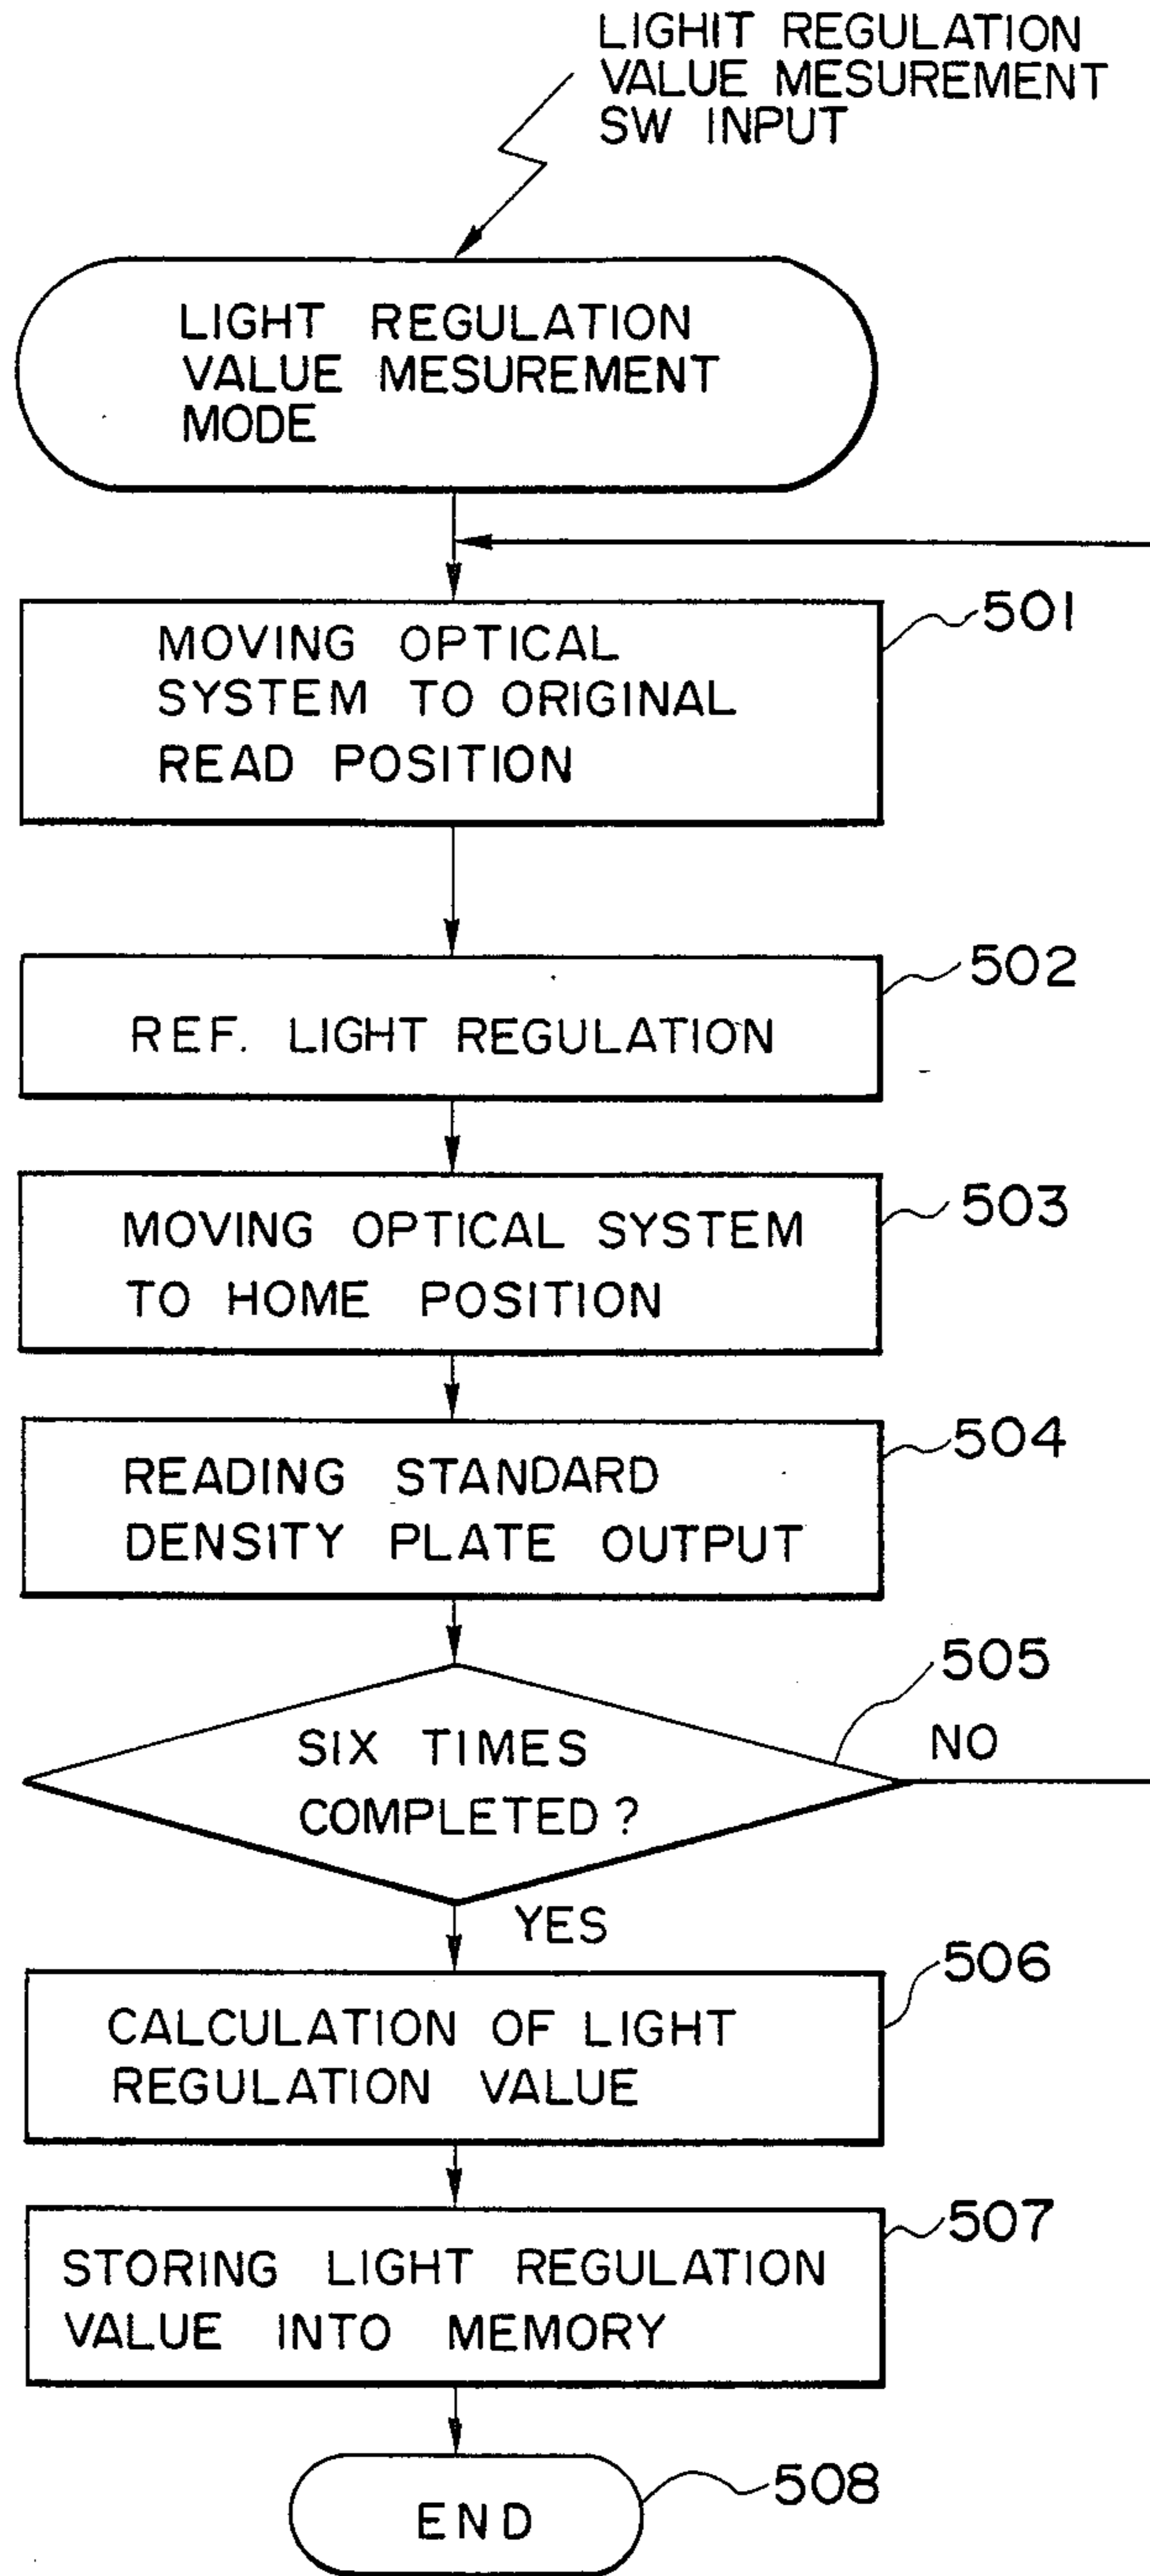 LIGHIT REGULATION
VALUE MESUREMENT
SW INPUT
LIGHT REGULATION
VALUE MESUREMENT
MODE
501
MOVING OPTICAL
SYSTEM TO ORIGINAL
READ POSITION
502
REF. LIGHT REGULATION
503
MOVING OPTICAL SYSTEM
TO HOME POSITION
504
READING STANDARD
DENSITY PLATE OUTPUT
505
SIX TIMES
COMPLETED?
NO
YES
506
CALCULATION OF LIGHT
REGULATION VALUE
507
STORING LIGHT REGULATION
VALUE INTO MEMORY
508
END